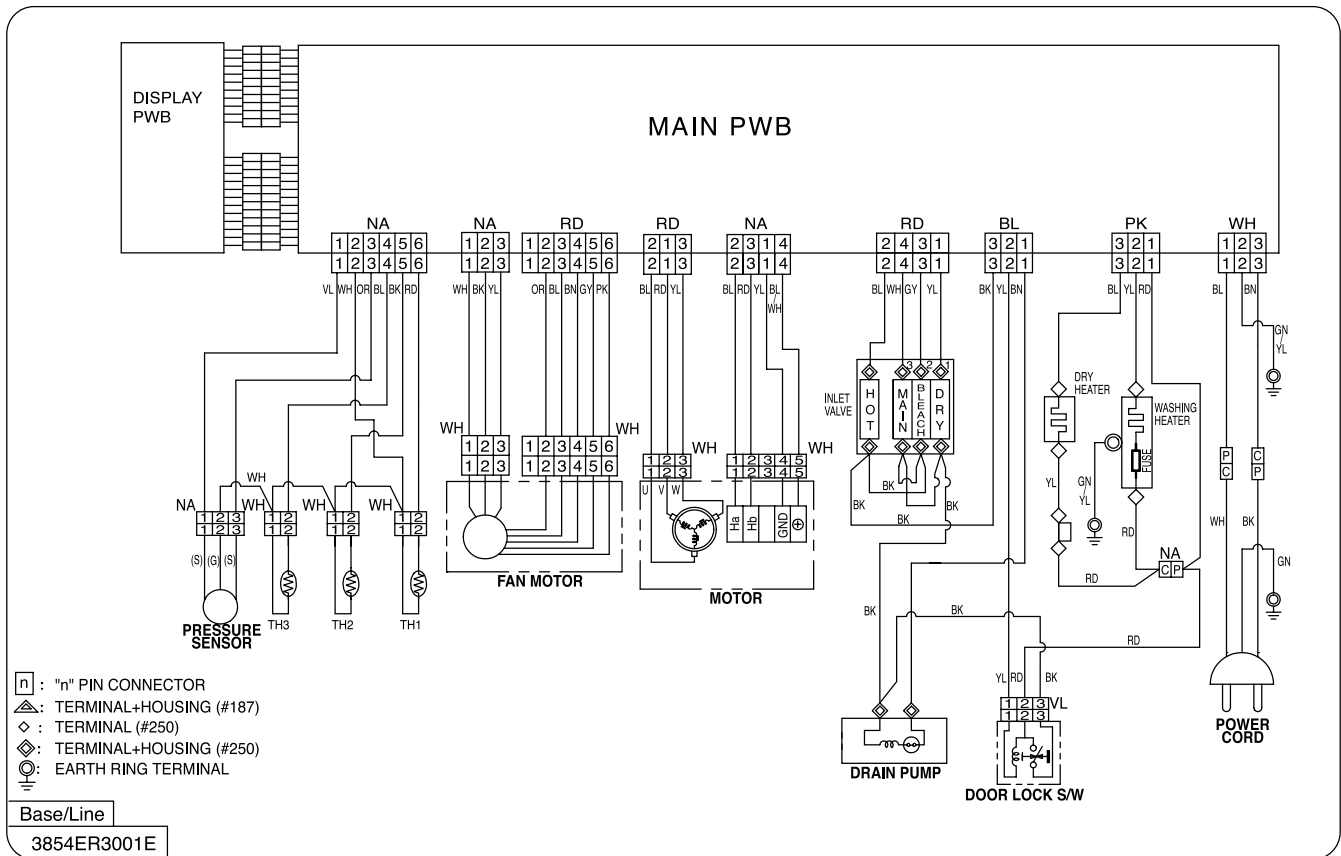 DISPLAY
PWB
MAIN PWB
NA NA RD RD NA RD BL PK WH
1 2 3 4 5 6 1 2 3 1 2 3 4 5 6 2 1 3 2 3 1 4 2 4 3 1 3 2 1 3 2 1 1 2 3
1 2 3 4 5 6 1 2 3 1 2 3 4 5 6 2 1 3 2 3 1 4 2 4 3 1 3 2 1 3 2 1 1 2 3
VL WH OR BL BK RD WH BK YL OR BL BN GY PK BL RD YL BL RD YL BL/WH BL WH GY YL BK YL BN BL YL RD BL BN
GN/YL
3 2 1
INLET
VALVE
HOT MAIN BLEACH DRY
DRY
HEATER
WASHING
HEATER
FUSE
WH WH WH WH
1 2 3 1 2 3 4 5 6
1 2 3 1 2 3 4 5 6
1 2 3 1 2 3 4 5
1 2 3 1 2 3 4 5
P C C P
WH
NA WH WH WH
1 2 3 1 2 1 2 1 2
1 2 3 1 2 1 2 1 2
U V W
Ha Hb GND
BK BK BK BK
YL GN/YL RD
NA
C P
RD
WH BK GN
(S) (G) (S)
FAN MOTOR
MOTOR
TH3 TH2 TH1
PRESSURE
SENSOR
BK BK
RD
YL RD BK
VL
1 2 3
1 2 3
DRAIN PUMP
DOOR LOCK S/W
POWER
CORD
n : "n" PIN CONNECTOR
: TERMINAL+HOUSING (#187)
: TERMINAL (#250)
: TERMINAL+HOUSING (#250)
: EARTH RING TERMINAL
Base/Line
3854ER3001E